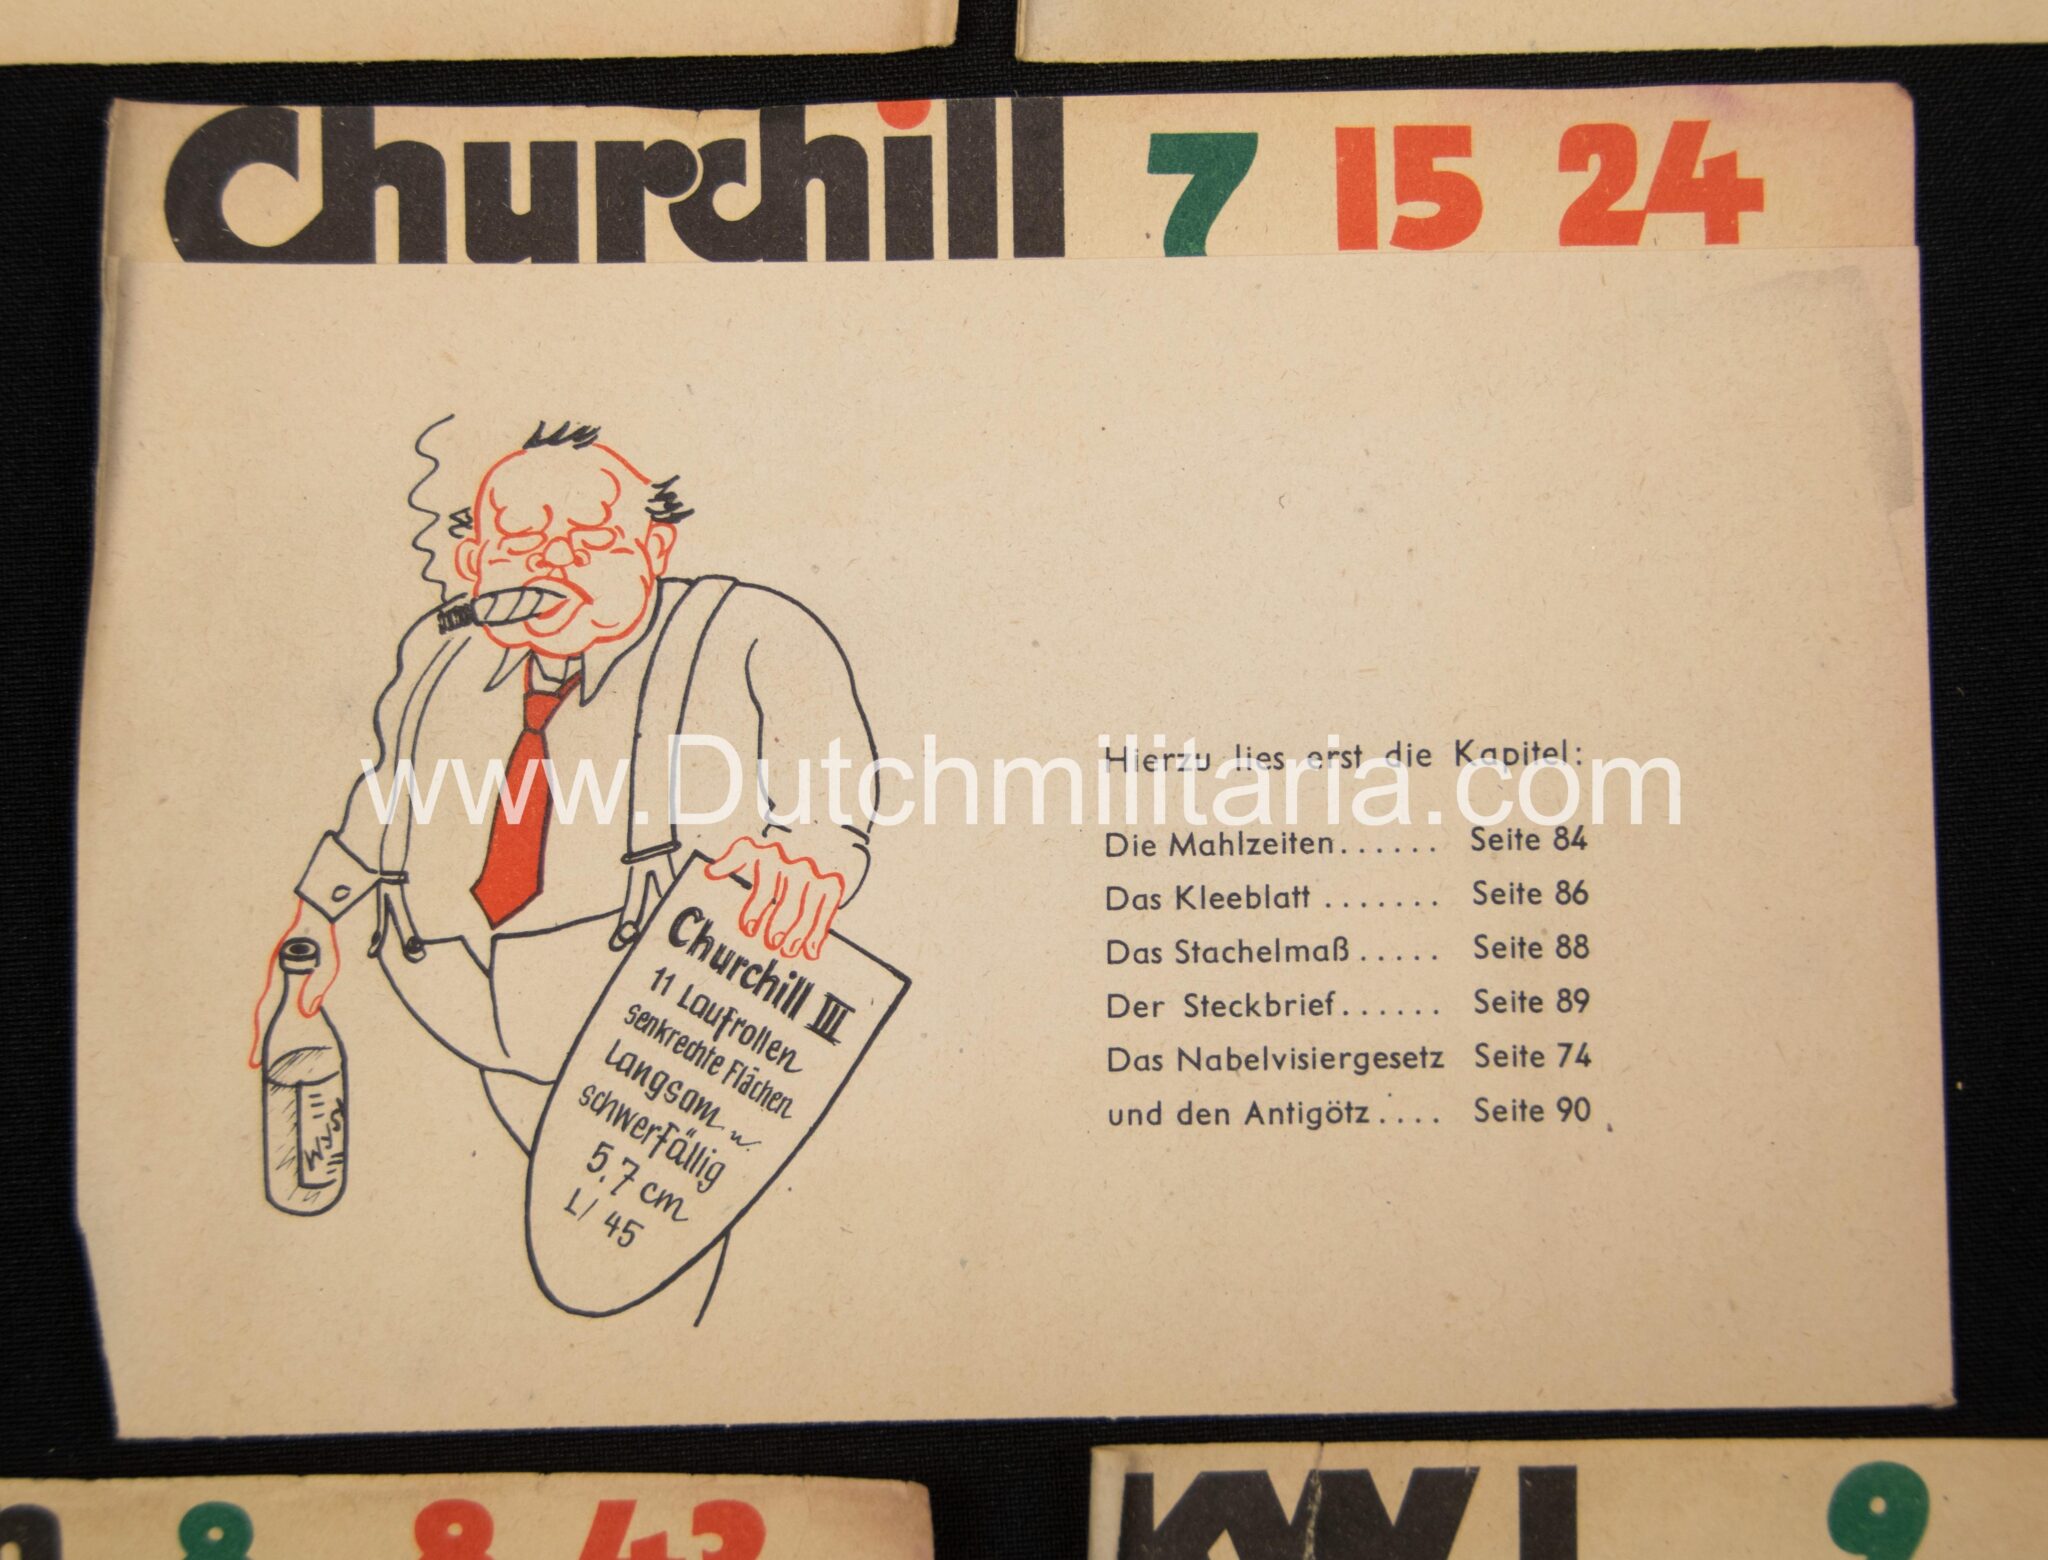 Churchill 7 15 24
Hierzu lies erst die Kapitel:
www.Dutchmilitaria.com
Die Mahlzeiten...... Seite 84
Das Kleeblatt ....... Seite 86
Das Stachelmaß..... Seite 88
Der Steckbrief...... Seite 89
Das Nabelvisiergesetz Seite 74
und den Antigötz.... Seite 90
Churchill III
11 Laufrollen
senkrechte Flächen
Langsam u.
schwerfällig
5.7 cm
L/ 45
8 8 43
KW I 9